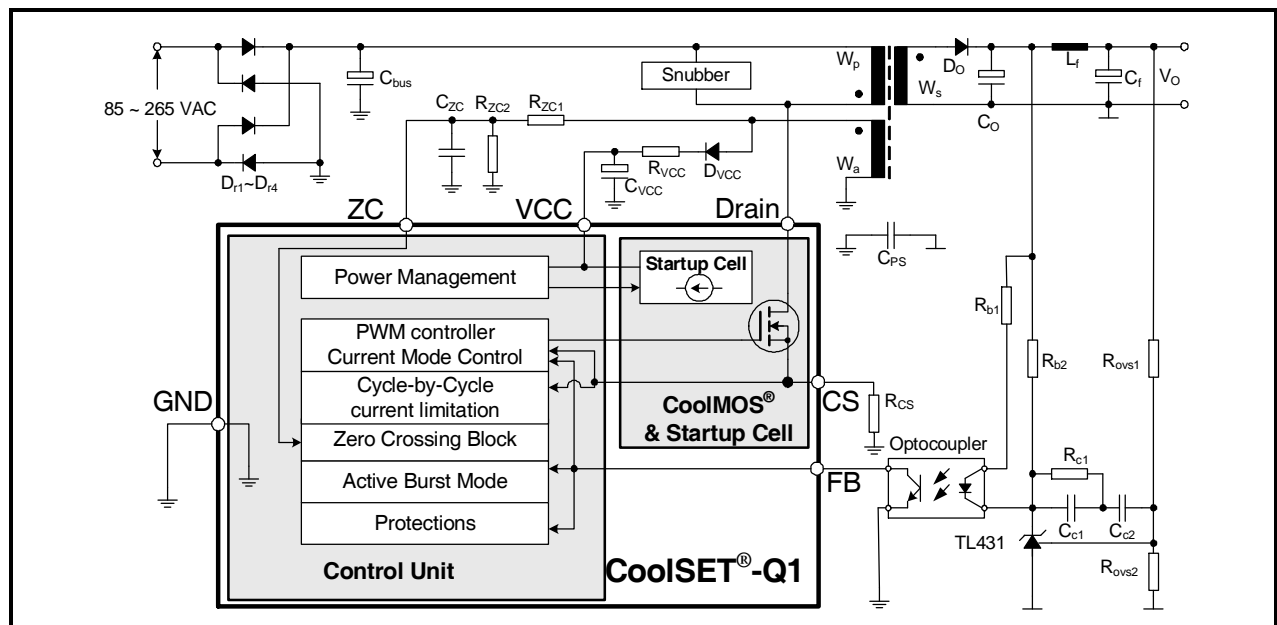 85 ~ 265 VAC
Dr1~Dr4
Cbus
Snubber
Wp
Ws
Wa
DO
CO
Lf
Cf
VO
CZC
RZC2
RZC1
RVCC
DVCC
CVCC
CPS
ZC
VCC
Drain
GND
CS
FB
Power Management
Startup Cell
PWM controller
Current Mode Control
Cycle-by-Cycle
current limitation
Zero Crossing Block
Active Burst Mode
Protections
Control Unit
CoolMOS®
& Startup Cell
CoolSET®-Q1
RCS
Optocoupler
Rb1
Rb2
Rovs1
Rc1
Cc1
Cc2
TL431
Rovs2